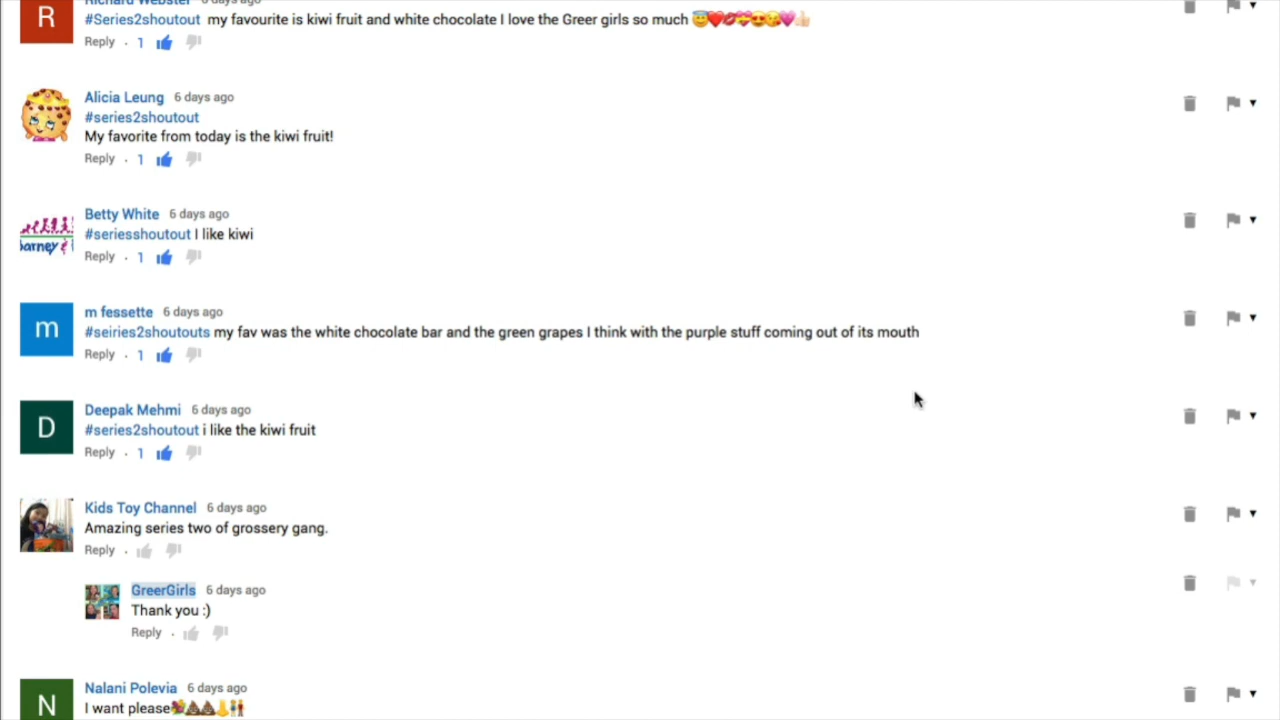 R
Richard Webster 6 days ago
#Series2shoutout my favourite is kiwi fruit and white chocolate I love the Greer girls so much 😇❤️💋💝😍😘💗👍🏻
Reply . 1
Alicia Leung 6 days ago
#series2shoutout
My favorite from today is the kiwi fruit!
Reply . 1
Betty White 6 days ago
#seriesshoutout I like kiwi
barney &
Reply . 1
m
m fessette 6 days ago
#seiries2shoutouts my fav was the white chocolate bar and the green grapes I think with the purple stuff coming out of its mouth
Reply . 1
D
Deepak Mehmi 6 days ago
#series2shoutout i like the kiwi fruit
Reply . 1
Kids Toy Channel 6 days ago
Amazing series two of grossery gang.
Reply .
GreerGirls 6 days ago
Thank you :)
Reply .
N
Nalani Polevia 6 days ago
I want please🍇💩💩👃👫